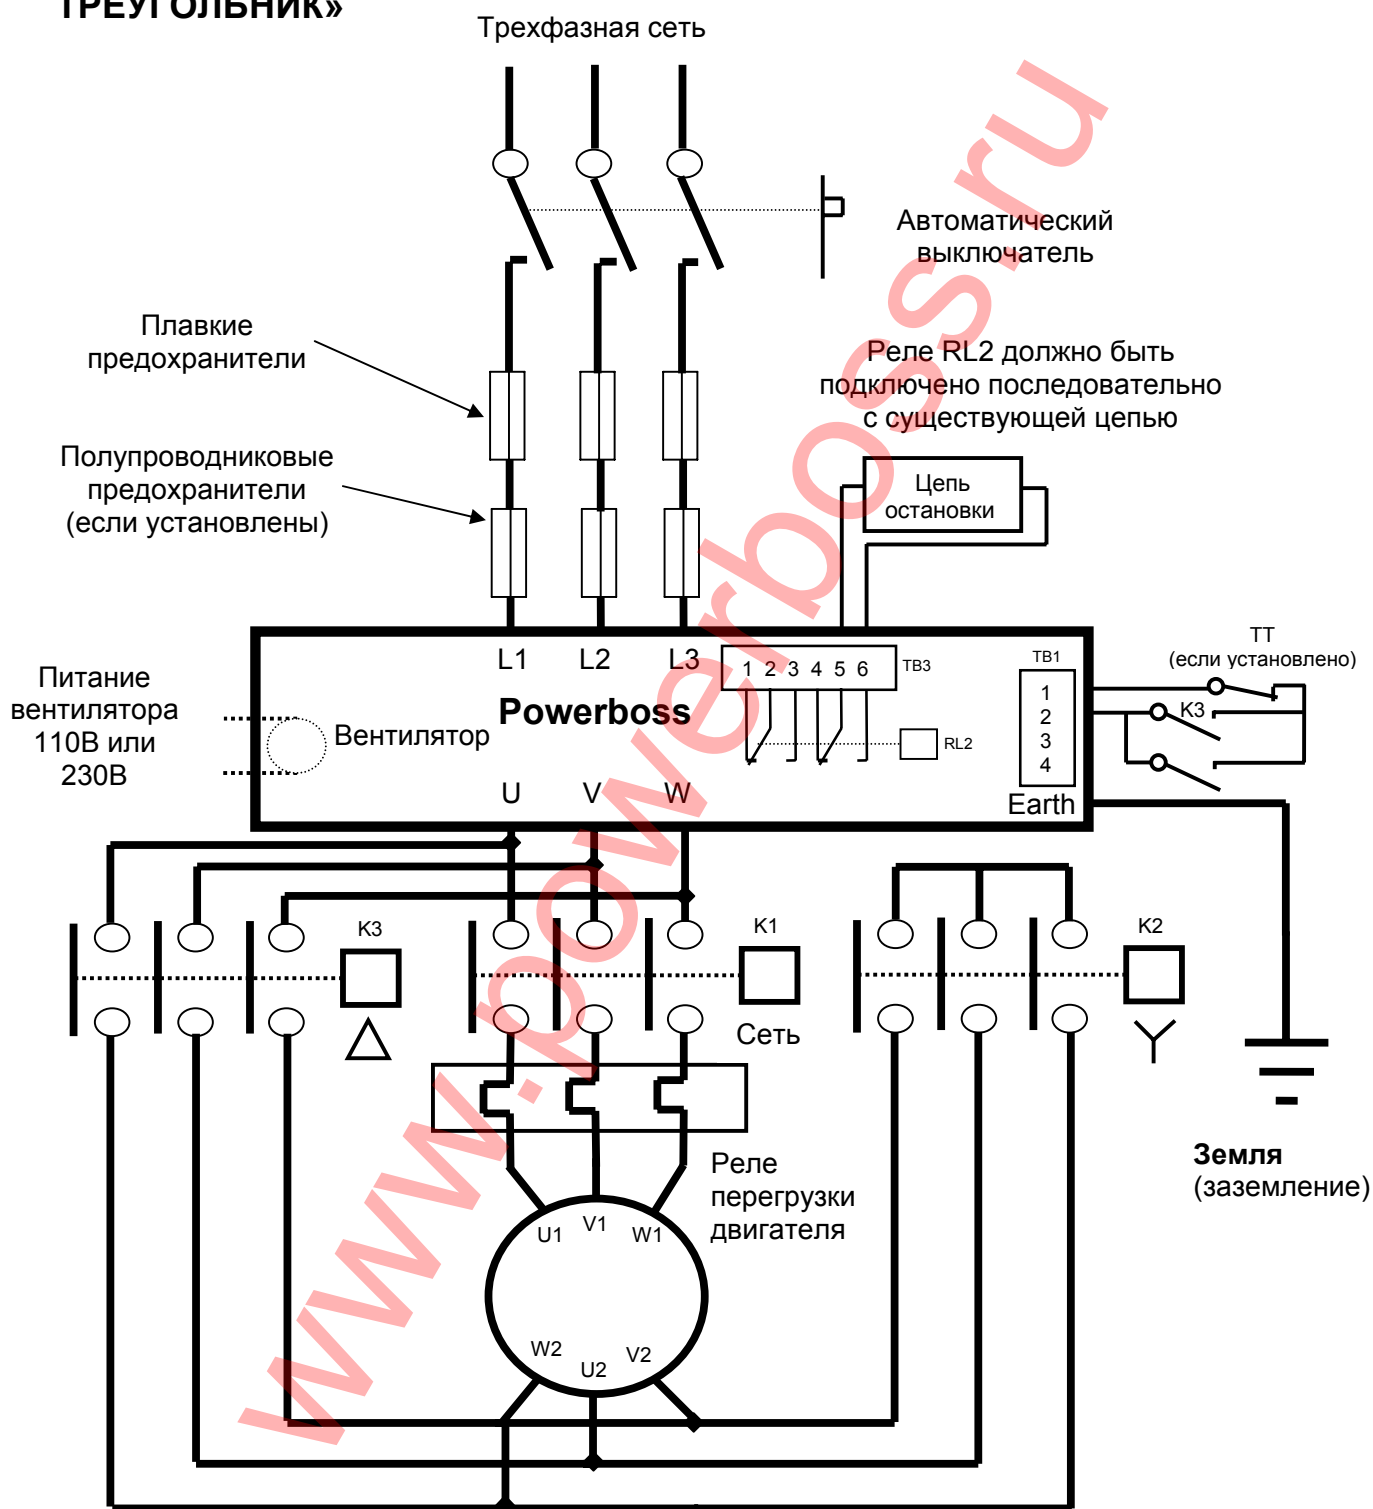 ТРЕУГОЛЬНИК»
Трехфазная сеть
Автоматический
выключатель
Плавкие
предохранители
Реле RL2 должно быть
подключено последовательно
с существующей цепью
Полупроводниковые
предохранители
(если установлены)
Цепь
остановки
L1 L2 L3
1 2 3 4 5 6
TB3
TB1
ТТ
(если установлено)
Питание
вентилятора
110В или
230В
Powerboss
Вентилятор
RL2
1
2
3
4
K3
U V W
Earth
K3
K1
K2
Сеть
Реле
перегрузки
двигателя
Земля
(заземление)
U1 V1 W1
W2 U2 V2
www.powerboss.ru